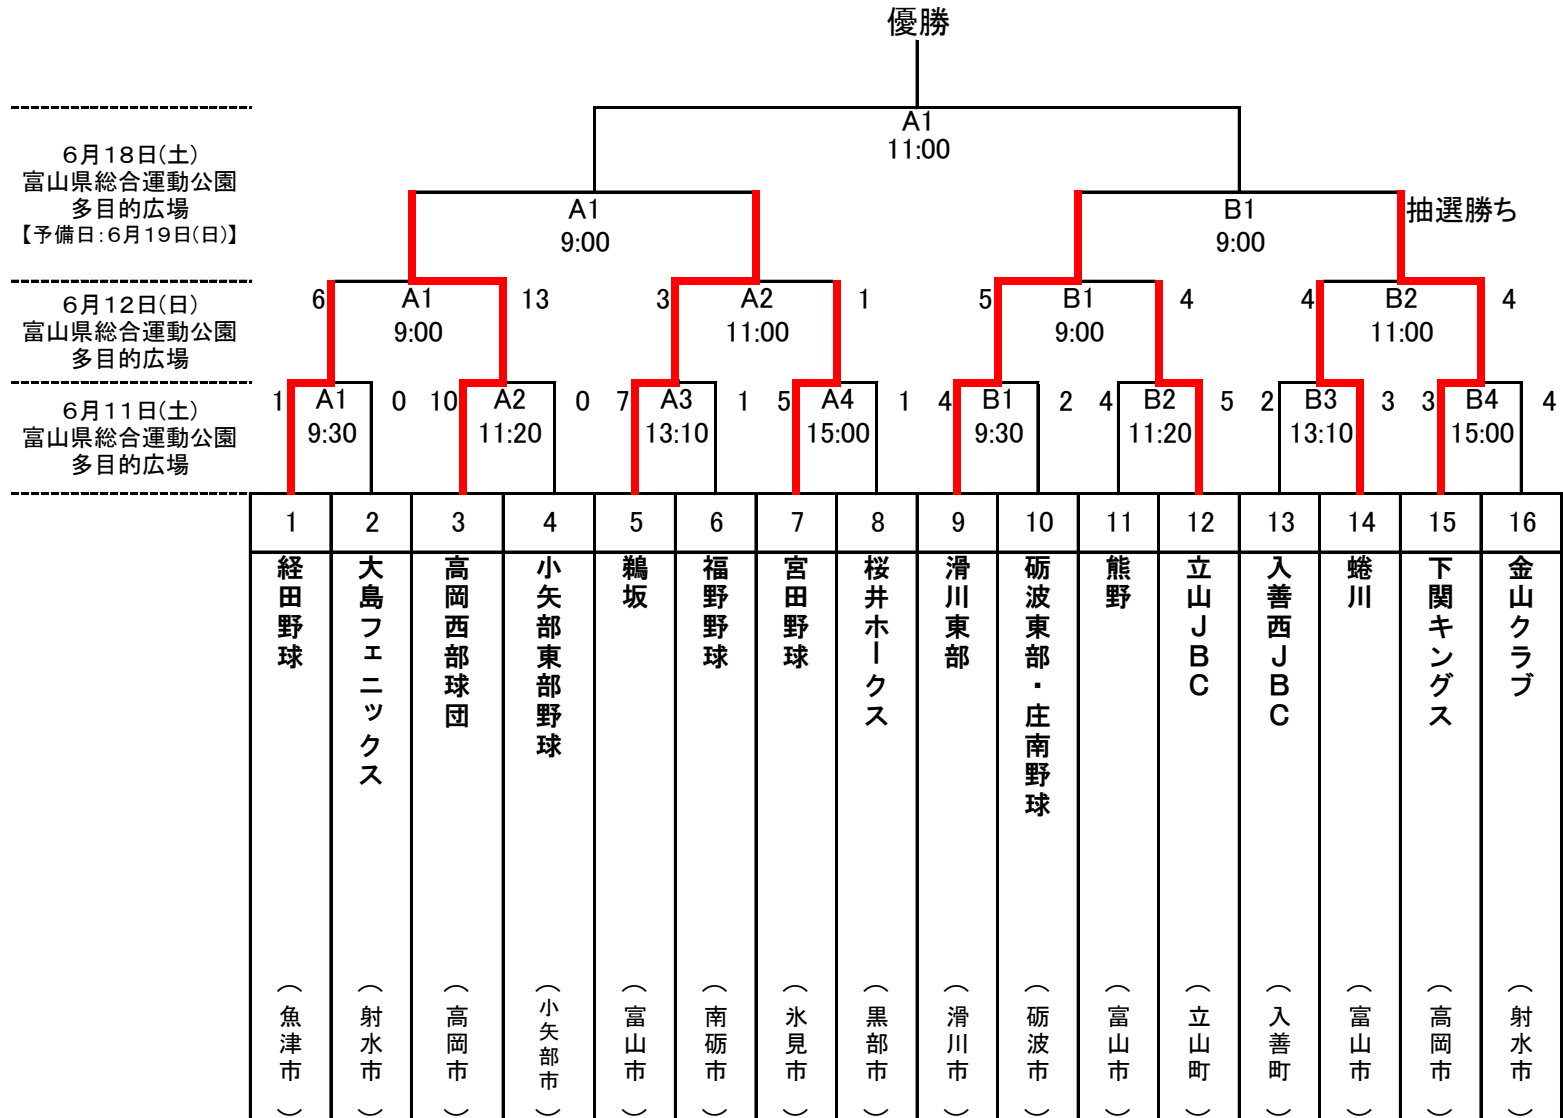 優勝
A1
11:00
6月18日(土)
富山県総合運動公園
多目的広場
【予備日:6月19日(日)】
A1
9:00
B1
9:00
抽選勝ち
6月12日(日)
富山県総合運動公園
多目的広場
6 A1 13
9:00
3 A2 1
11:00
5 B1 4
9:00
4 B2 4
11:00
6月11日(土)
富山県総合運動公園
多目的広場
1 A1 0
9:30
10 A2 0
11:20
7 A3 1
13:10
5 A4 1
15:00
4 B1 2
9:30
4 B2 5
11:20
2 B3 3
13:10
3 B4 4
15:00
1 2 3 4 5 6 7 8 9 10 11 12 13 14 15 16
経田野球
大島フェニックス
高岡西部球団
小矢部東部野球
鵜坂
福野野球
宮田野球
桜井ホークス
滑川東部
砺波東部・庄南野球
熊野
立山JBC
入善西JBC
蜷川
下関キングス
金山クラブ
(魚津市)
(射水市)
(高岡市)
(小矢部市)
(富山市)
(南砺市)
(氷見市)
(黒部市)
(滑川市)
(砺波市)
(富山市)
(立山町)
(入善町)
(富山市)
(高岡市)
(射水市)